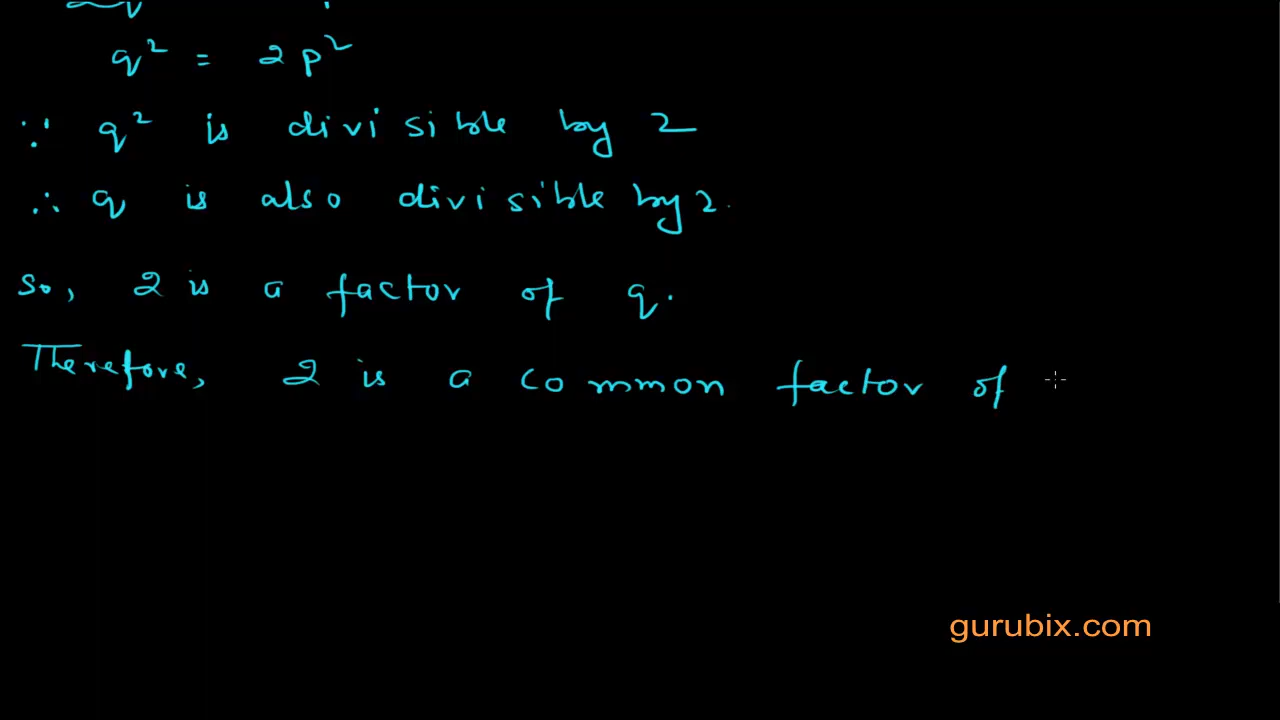 q² = 2p²
∵ q² is divisible by 2
∴ q is also divisible by 2.
So, 2 is a factor of q.
Therefore, 2 is a common factor of
gurubix.com